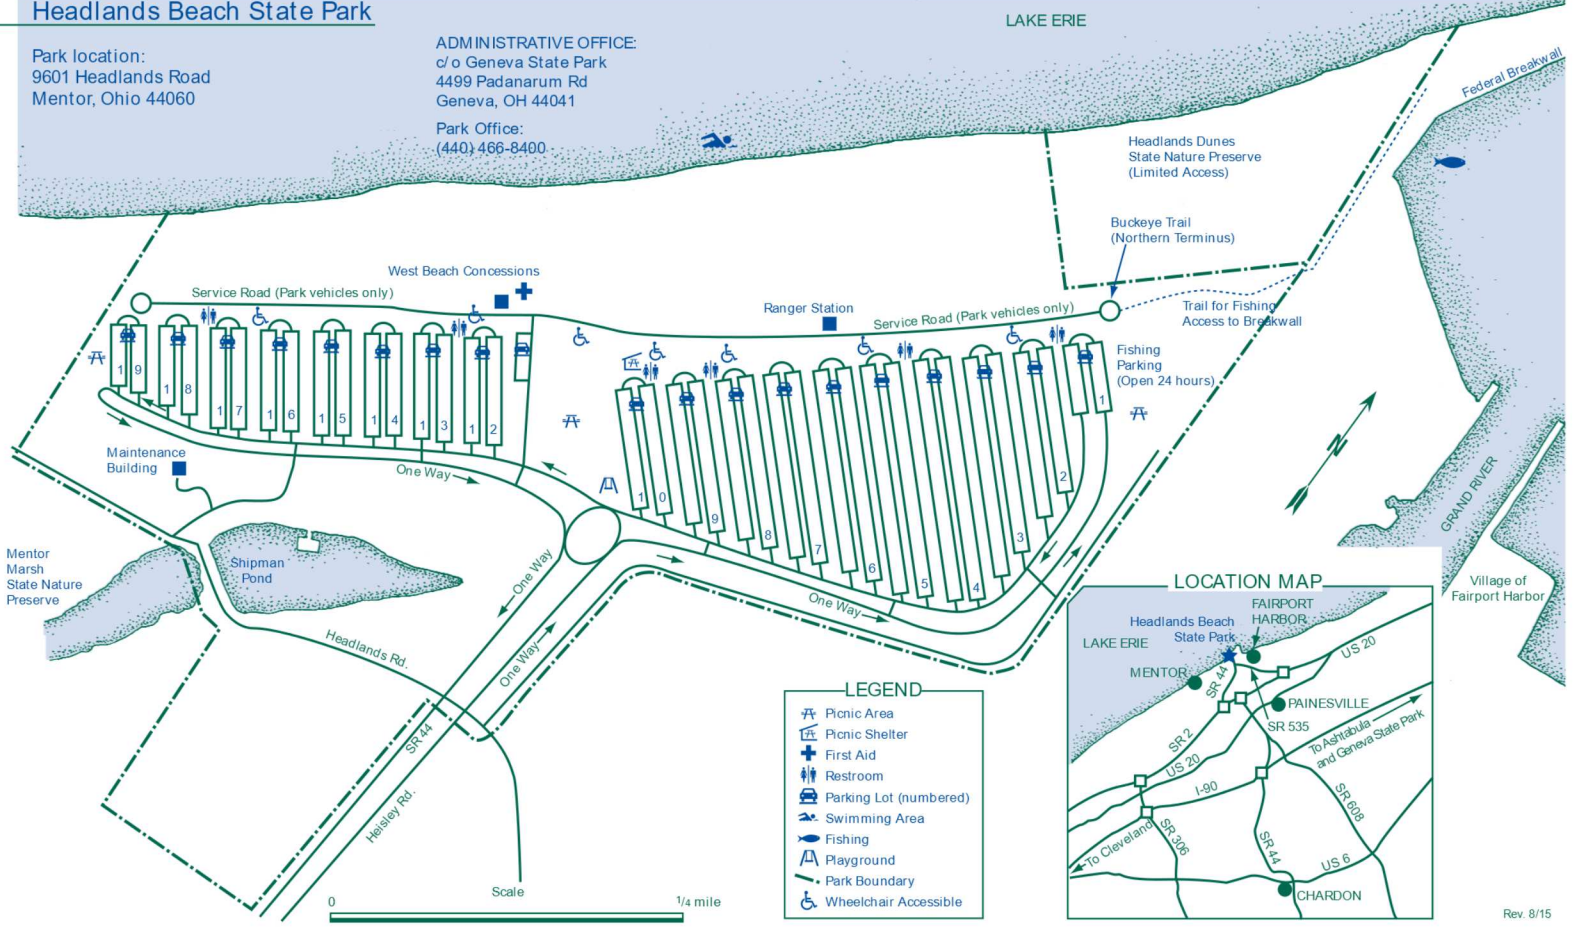 Headlands Beach State Park
Park location:
9601 Headlands Road
Mentor, Ohio 44060
ADMINISTRATIVE OFFICE:
c/o Geneva State Park
4499 Padanarum Rd
Geneva, OH 44041
Park Office:
(440) 466-8400
LAKE ERIE
Federal Breakwall
Headlands Dunes
State Nature Preserve
(Limited Access)
Buckeye Trail
(Northern Terminus)
West Beach Concessions
Service Road (Park vehicles only)
Ranger Station
Service Road (Park vehicles only)
Trail for Fishing
Access to Breakwall
Fishing
Parking
(Open 24 hours)
19
18
17
16
15
14
13
12
10
9
8
7
6
5
4
3
2
1
Maintenance
Building
One Way
N
GRAND RIVER
Mentor
Marsh
State Nature
Preserve
Shipman
Pond
One Way
One Way
One Way
Headlands Rd.
SR 44
Heisley Rd.
Village of
Fairport Harbor
Scale
0
1/4 mile
LEGEND
Picnic Area
Picnic Shelter
First Aid
Restroom
Parking Lot (numbered)
Swimming Area
Fishing
Playground
Park Boundary
Wheelchair Accessible
LOCATION MAP
FAIRPORT
HARBOR
Headlands Beach
State Park
LAKE ERIE
US 20
MENTOR
SR 44
PAINESVILLE
SR 535
SR 2
US 20
To Ashtabula
and Geneva State Park
I-90
SR 608
To Cleveland
SR 306
SR 44
US 6
CHARDON
Rev. 8/15